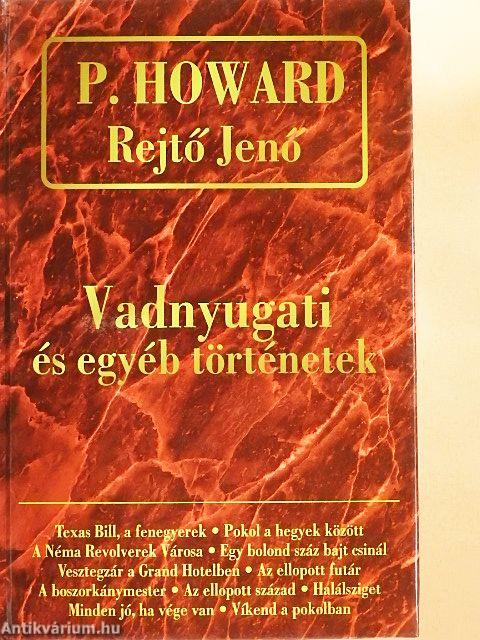 P. HOWARD
Rejtő Jenő
Vadnyugati
és egyéb történetek
Texas Bill, a fenegyerek • Pokol a hegyek között
A Néma Revolverek Városa • Egy bolond száz bajt csinál
Vesztegzár a Grand Hotelben • Az ellopott futár
A boszorkánymester • Az ellopott század • Halálsziget
Minden jó, ha vége van • Víkend a pokolban
Antikvárium.hu